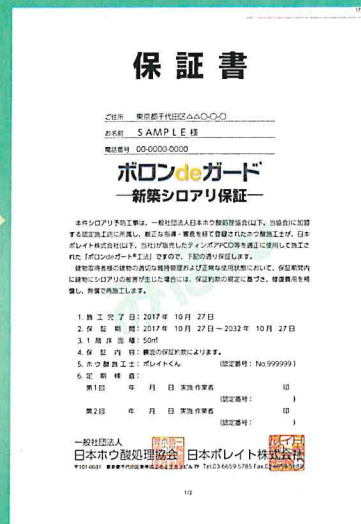 保証書
ご住所 東京都千代田区△△○-○-○
お名前 SAMPLE 様
電話番号 00-0000-0000
ボロンdeガード®
―新築シロアリ保証―
本件シロアリ予防工事は、一般社団法人日本ホウ酸処理協会(以下、当協会)に加盟
する認定施工店に所属し、厳正な指導・審査を経て登録されたホウ酸施工士が、日本
ボレイト株式会社(以下、当社)が販売したティンボアPCO等を適正に使用して施工さ
れた「ボロンdeガード®工法」ですので、下記の通り保証します。
建物取得者様の建物の適切な維持管理および正常な使用状態において、保証期間内
に建物にシロアリの被害が生じた場合には、保証約款の規定に基づき、修復費用を補
償し、無償で再施工します。
1. 施工完了日:2017年 10月 27日
2. 保証期間:2017年 10月 27日~2032年 10月 27日
3. 1階床面積:50㎡
4. 保証内容:裏面の保証約款によります。
5. ホウ酸施工士:ボレイトくん (認定番号:No.999999)
6. 定期検査:
第1回 年 月 日 実施 作業者 印
(認定番号: )
第2回 年 月 日 実施 作業者 印
(認定番号: )
一般社団法人
日本ホウ酸処理協会 日本ボレイト株式会社
〒101-0031 東京都千代田区 Tel.03-6659-5785 Fax.
1/2